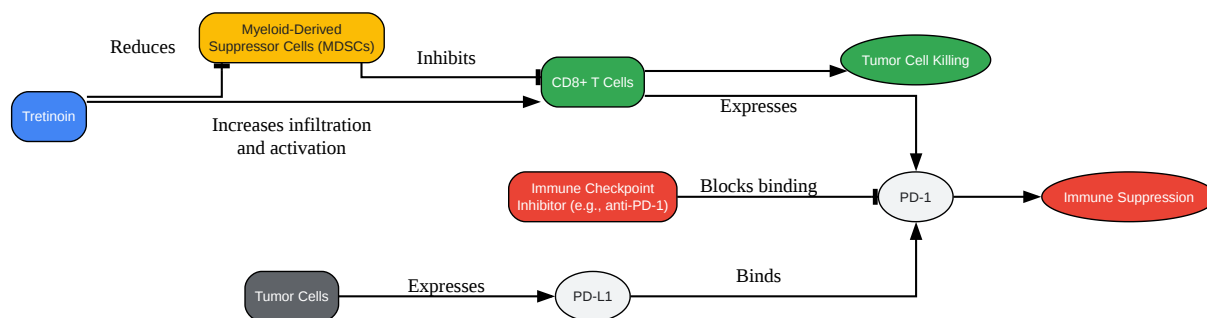 Reduces
Myeloid-Derived
Suppressor Cells (MDSCs)
Inhibits
CD8+ T Cells
Tumor Cell Killing
Tretinoin
Increases infiltration
and activation
Expresses
Immune Checkpoint
Inhibitor (e.g., anti-PD-1)
Blocks binding
PD-1
Immune Suppression
Tumor Cells
Expresses
PD-L1
Binds